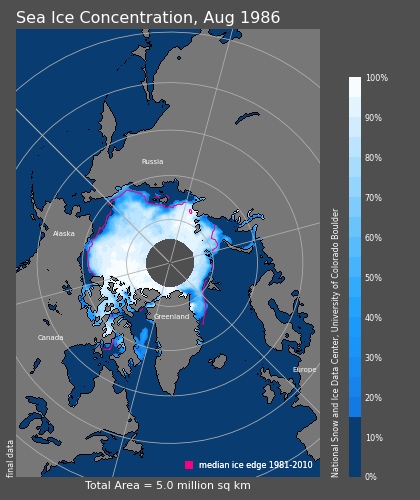 Sea Ice Concentration, Aug 1986
100%
90%
80%
70%
60%
50%
40%
30%
20%
10%
0%
National Snow and Ice Data Center, University of Colorado Boulder
Russia
Alaska
Canada
Greenland
Europe
median ice edge 1981-2010
final data
Total Area = 5.0 million sq km